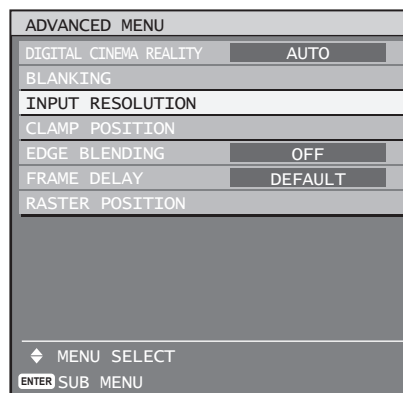 ADVANCED MENU
DIGITAL CINEMA REALITY AUTO
BLANKING
INPUT RESOLUTION
CLAMP POSITION
EDGE BLENDING OFF
FRAME DELAY DEFAULT
RASTER POSITION
MENU SELECT
ENTER SUB MENU